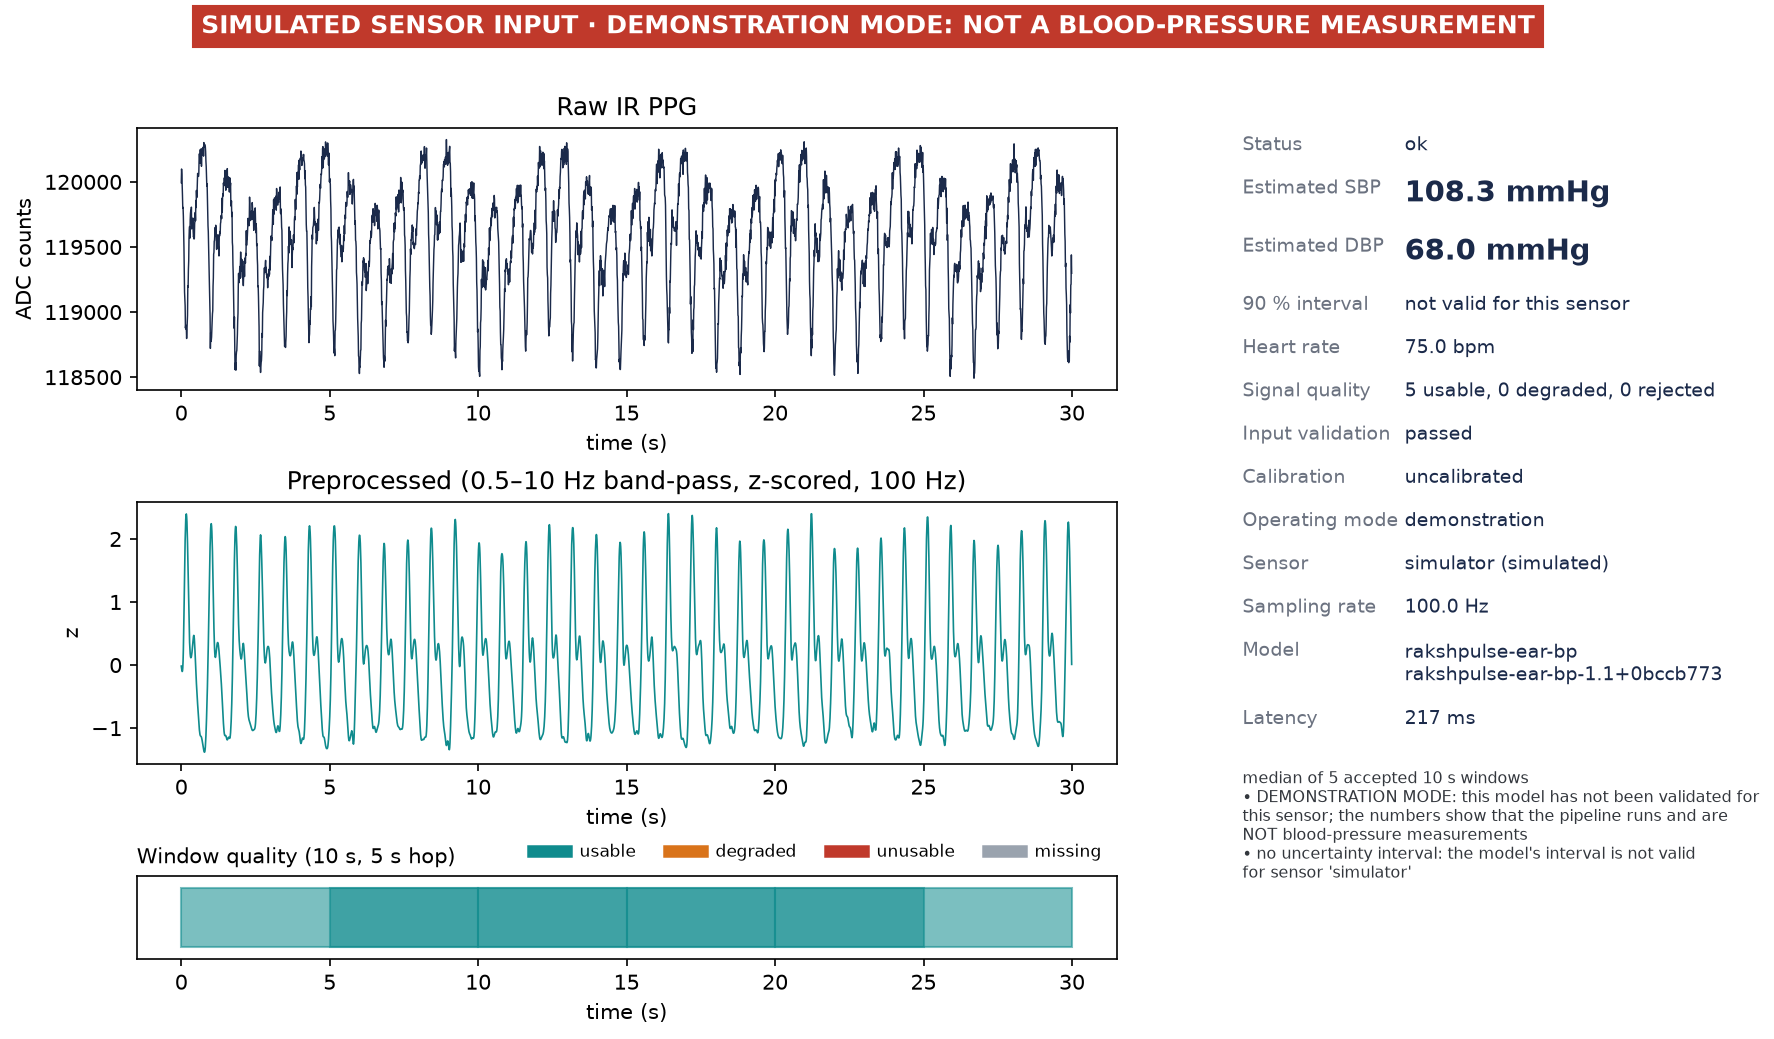 SIMULATED SENSOR INPUT · DEMONSTRATION MODE: NOT A BLOOD-PRESSURE MEASUREMENT
Raw IR PPG
ADC counts
120000
119500
119000
118500
0 5 10 15 20 25 30
time (s)
Preprocessed (0.5–10 Hz band-pass, z-scored, 100 Hz)
z
2
1
0
−1
0 5 10 15 20 25 30
time (s)
Window quality (10 s, 5 s hop)
usable degraded unusable missing
0 5 10 15 20 25 30
time (s)
Status ok
Estimated SBP 108.3 mmHg
Estimated DBP 68.0 mmHg
90 % interval not valid for this sensor
Heart rate 75.0 bpm
Signal quality 5 usable, 0 degraded, 0 rejected
Input validation passed
Calibration uncalibrated
Operating mode demonstration
Sensor simulator (simulated)
Sampling rate 100.0 Hz
Model rakshpulse-ear-bp
rakshpulse-ear-bp-1.1+0bccb773
Latency 217 ms
median of 5 accepted 10 s windows
• DEMONSTRATION MODE: this model has not been validated for
this sensor; the numbers show that the pipeline runs and are
NOT blood-pressure measurements
• no uncertainty interval: the model's interval is not valid
for sensor 'simulator'